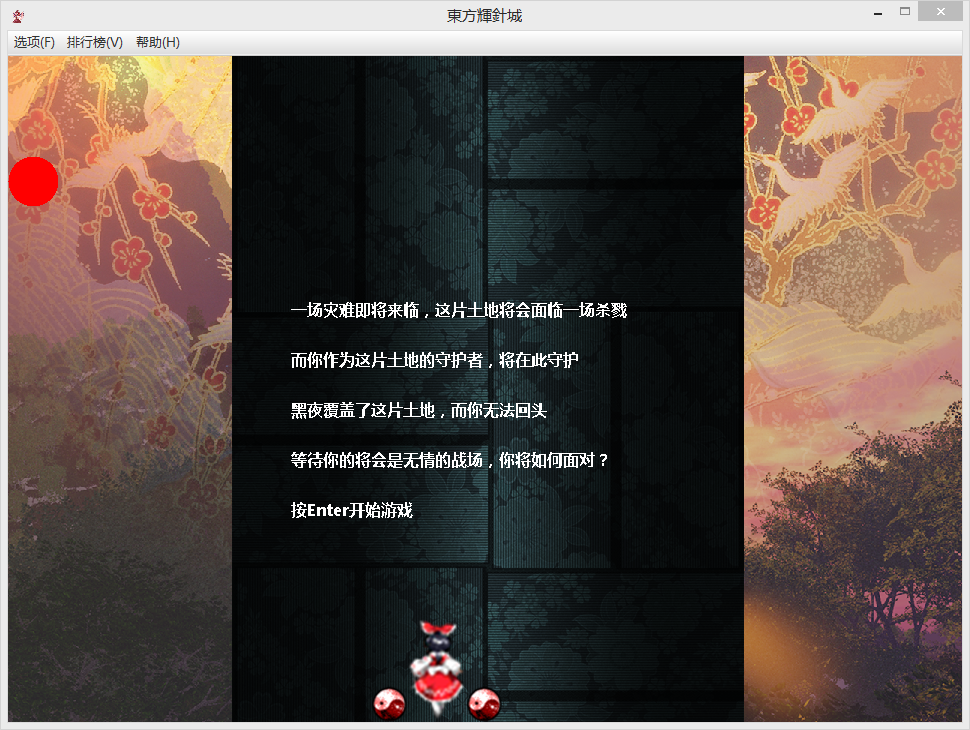 東方輝針城
选项(F) 排行榜(V) 帮助(H)
一场灾难即将来临，这片土地将会面临一场杀戮
而你作为这片土地的守护者，将在此守护
黑夜覆盖了这片土地，而你无法回头
等待你的将会是无情的战场，你将如何面对？
按Enter开始游戏